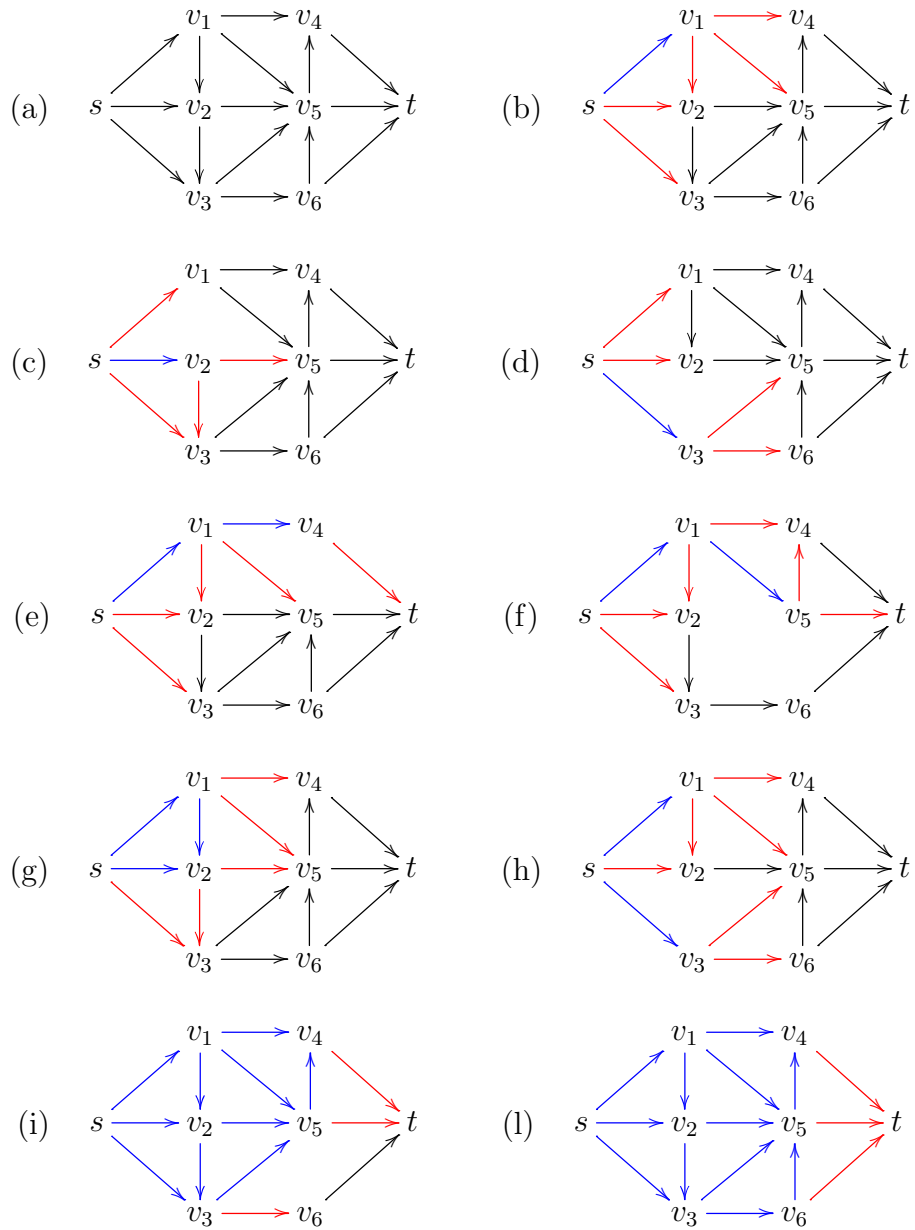 v₁ v₄ v₁ v₄
(a) s v₂ v₅ t (b) s v₂ v₅ t
v₃ v₆ v₃ v₆
v₁ v₄ v₁ v₄
(c) s v₂ v₅ t (d) s v₂ v₅ t
v₃ v₆ v₃ v₆
v₁ v₄ v₁ v₄
(e) s v₂ v₅ t (f) s v₂ v₅ t
v₃ v₆ v₃ v₆
v₁ v₄ v₁ v₄
(g) s v₂ v₅ t (h) s v₂ v₅ t
v₃ v₆ v₃ v₆
v₁ v₄ v₁ v₄
(i) s v₂ v₅ t (l) s v₂ v₅ t
v₃ v₆ v₃ v₆